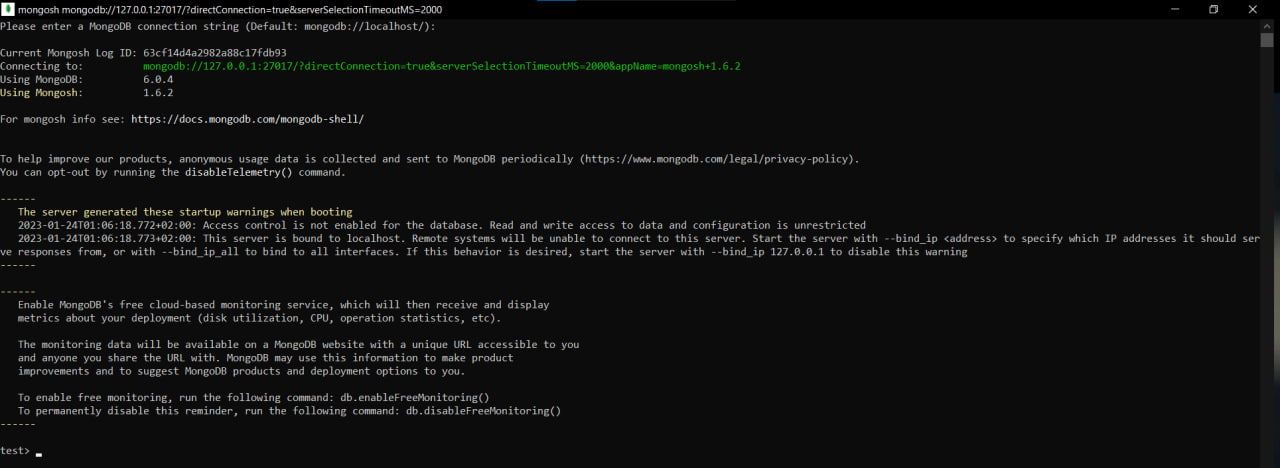 mongosh mongodb://127.0.0.1:27017/?directConnection=true&serverSelectionTimeoutMS=2000
Please enter a MongoDB connection string (Default: mongodb://localhost/):
Current Mongosh Log ID: 63cf14d4a2982a88c17fdb93
Connecting to: mongodb://127.0.0.1:27017/?directConnection=true&serverSelectionTimeoutMS=2000&appName=mongosh+1.6.2
Using MongoDB: 6.0.4
Using Mongosh: 1.6.2
For mongosh info see: https://docs.mongodb.com/mongodb-shell/
To help improve our products, anonymous usage data is collected and sent to MongoDB periodically (https://www.mongodb.com/legal/privacy-policy).
You can opt-out by running the disableTelemetry() command.
------
The server generated these startup warnings when booting
2023-01-24T01:06:18.772+02:00: Access control is not enabled for the database. Read and write access to data and configuration is unrestricted
2023-01-24T01:06:18.773+02:00: This server is bound to localhost. Remote systems will be unable to connect to this server. Start the server with --bind_ip <address> to specify which IP addresses it should ser
ve responses from, or with --bind_ip_all to bind to all interfaces. If this behavior is desired, start the server with --bind_ip 127.0.0.1 to disable this warning
------
------
Enable MongoDB's free cloud-based monitoring service, which will then receive and display
metrics about your deployment (disk utilization, CPU, operation statistics, etc).
The monitoring data will be available on a MongoDB website with a unique URL accessible to you
and anyone you share the URL with. MongoDB may use this information to make product
improvements and to suggest MongoDB products and deployment options to you.
To enable free monitoring, run the following command: db.enableFreeMonitoring()
To permanently disable this reminder, run the following command: db.disableFreeMonitoring()
------
test>